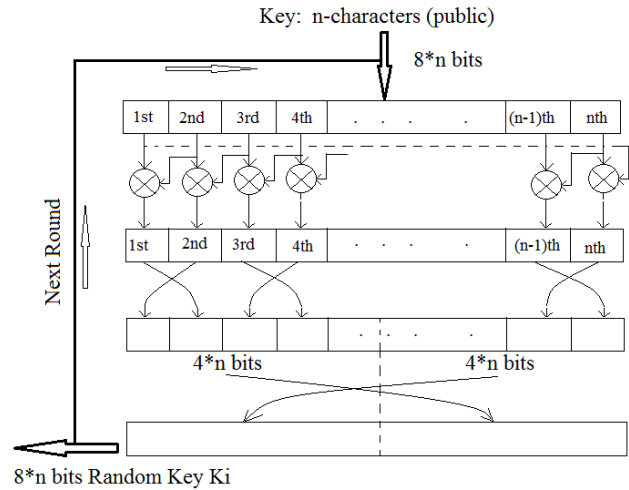 Key: n-characters (public)
8*n bits
1st 2nd 3rd 4th . . . . (n-1)th nth
Next Round
1st 2nd 3rd 4th . . . . (n-1)th nth
. . . .
4*n bits 4*n bits
8*n bits Random Key Ki